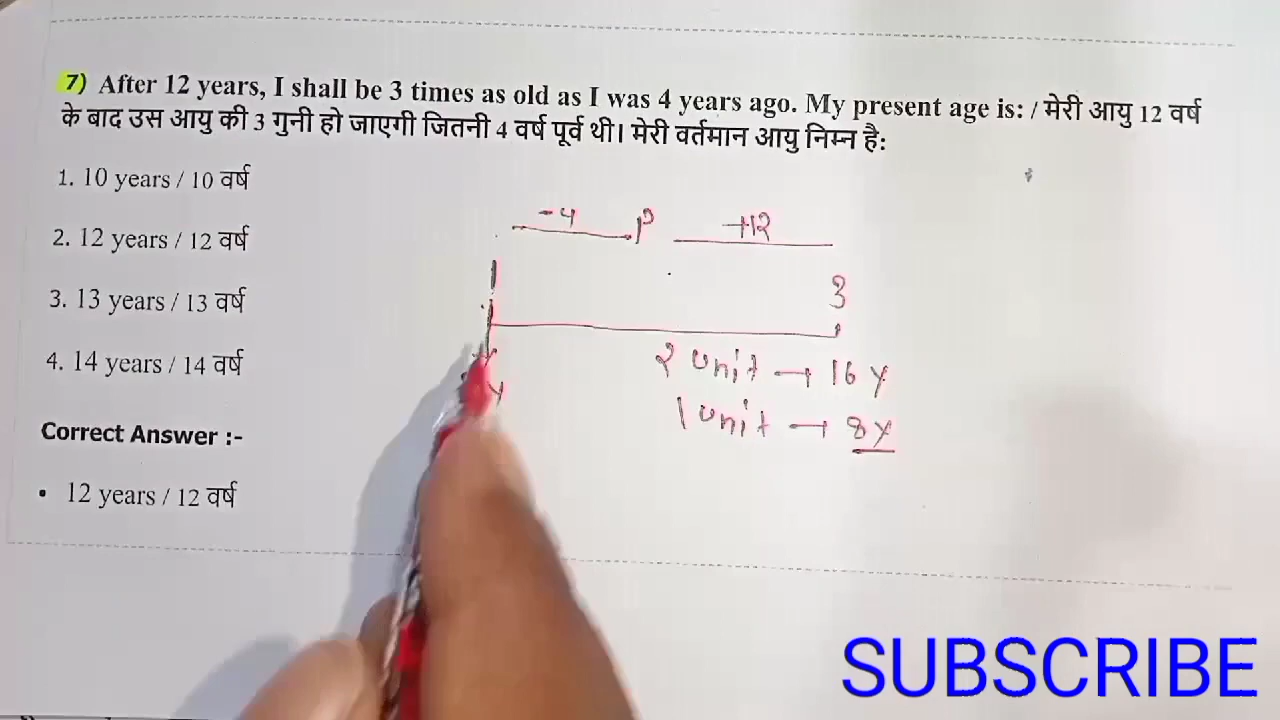 7) After 12 years, I shall be 3 times as old as I was 4 years ago. My present age is: / मेरी आयु 12 वर्ष
के बाद उस आयु की 3 गुनी हो जाएगी जितनी 4 वर्ष पूर्व थी। मेरी वर्तमान आयु निम्न है:
1. 10 years / 10 वर्ष
2. 12 years / 12 वर्ष
3. 13 years / 13 वर्ष
4. 14 years / 14 वर्ष
Correct Answer :-
• 12 years / 12 वर्ष
-4 P +12
1 3
2 unit → 16 Y
1 unit → 8Y
Y
SUBSCRIBE